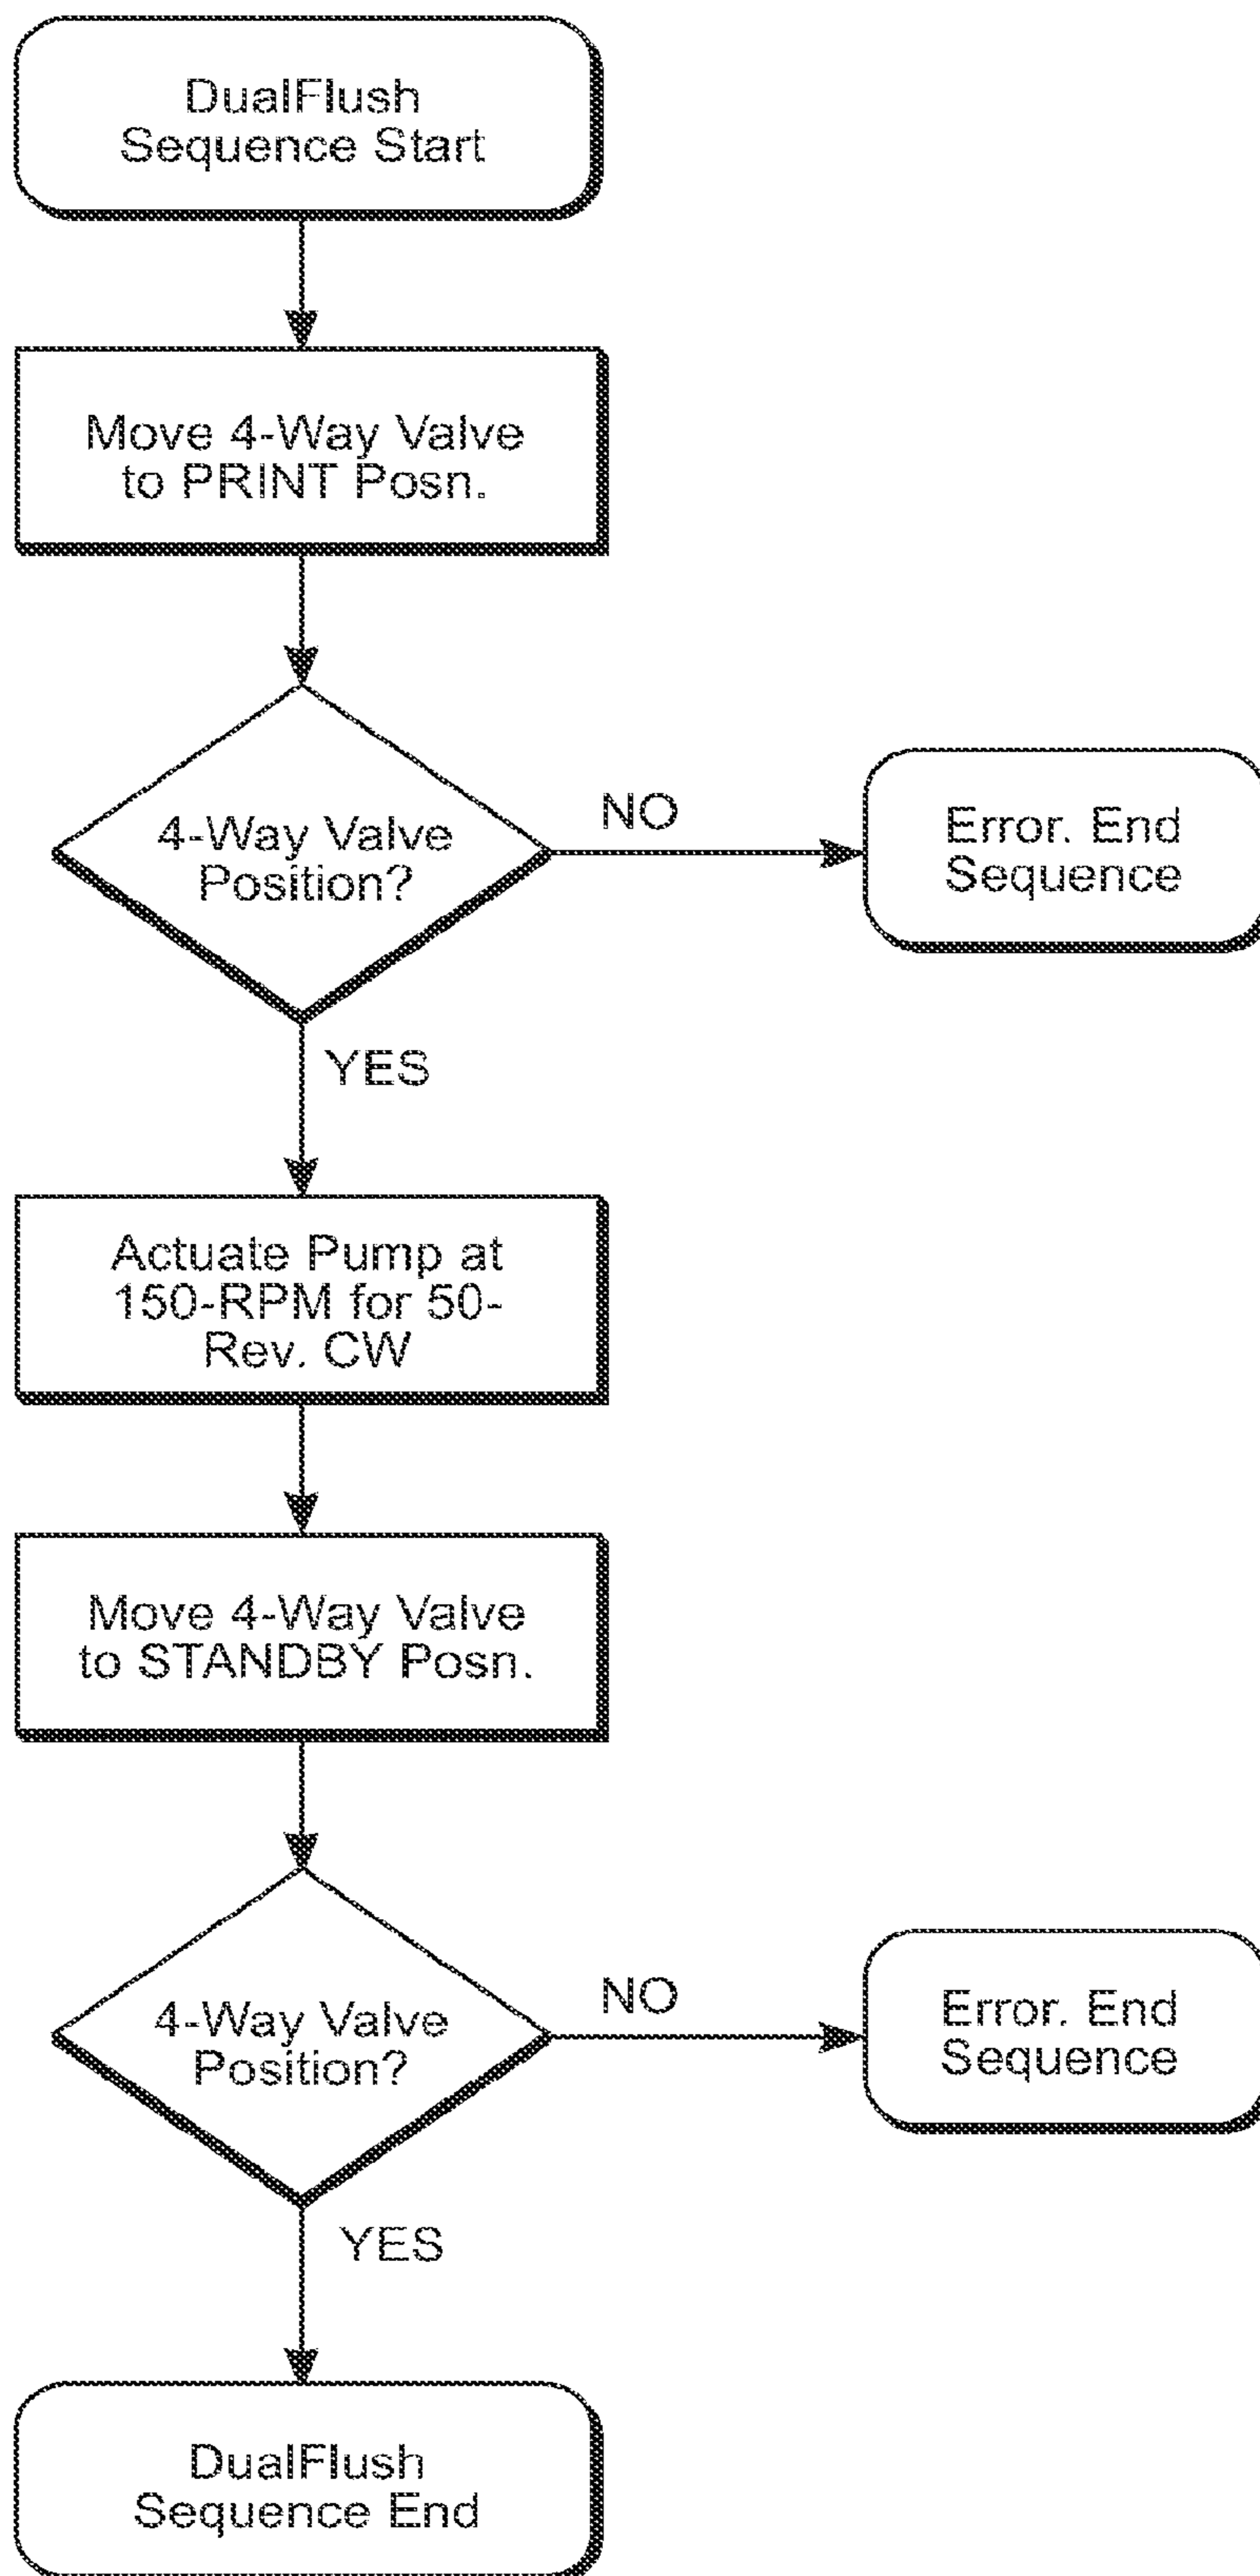 DualFlush
Sequence Start
Move 4-Way Valve
to PRINT Posn.
4-Way Valve
Position?
NO
Error. End
Sequence
YES
Actuate Pump at
150-RPM for 50-
Rev. CW
Move 4-Way Valve
to STANDBY Posn.
4-Way Valve
Position?
NO
Error. End
Sequence
YES
DualFlush
Sequence End